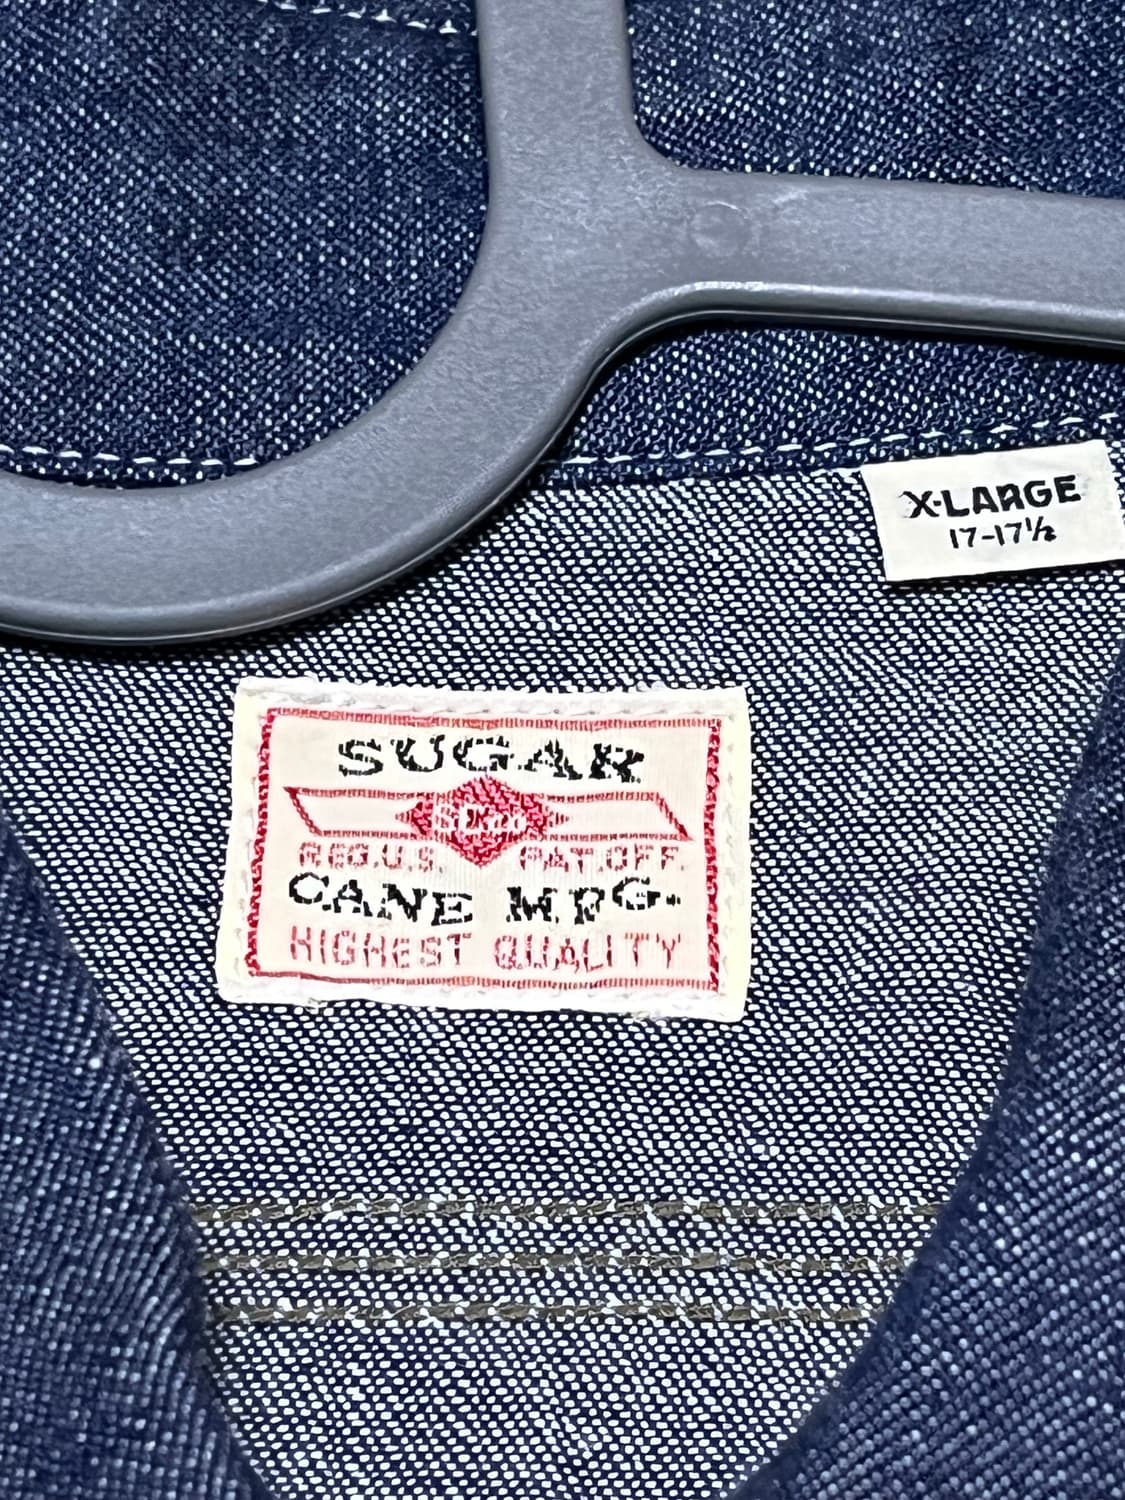 X-LARGE
17-17½
SUGAR
REG.U.S. PAT.OFF.
CANE MFG.
HIGHEST QUALITY